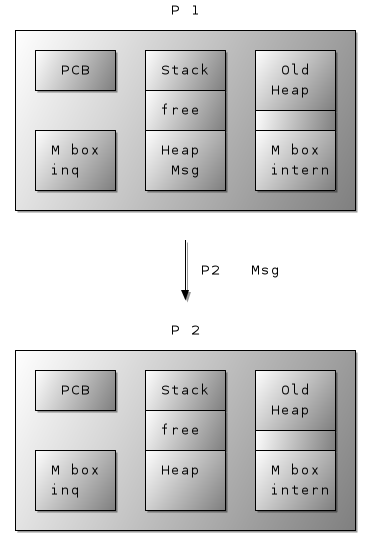 P 1
PCB
Stack
Old
Heap
free
M box
inq
Heap
Msg
M box
intern
P2 Msg
P 2
PCB
Stack
Old
Heap
free
M box
inq
Heap
M box
intern